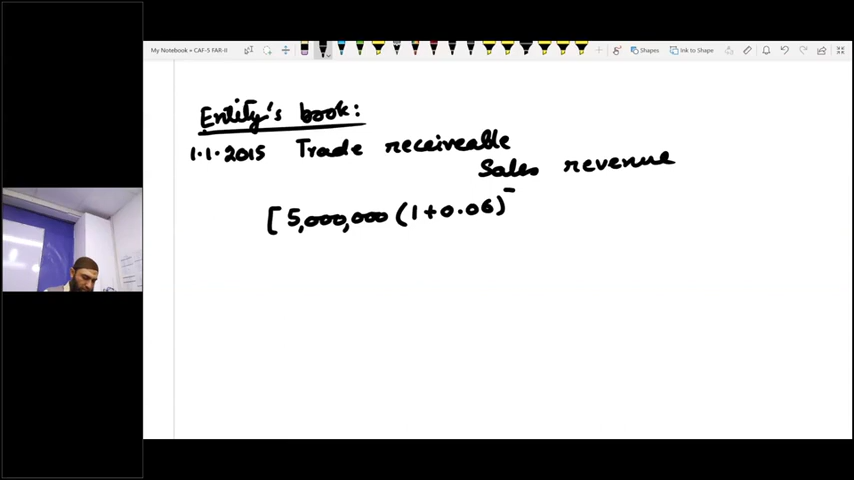 My Notebook » CAF-5 FAR-II
Shapes
Ink to Shape
Entity's book:
1.1.2015 Trade receiveable
Sales revenue
[5,000,000 (1+0.06)⁻